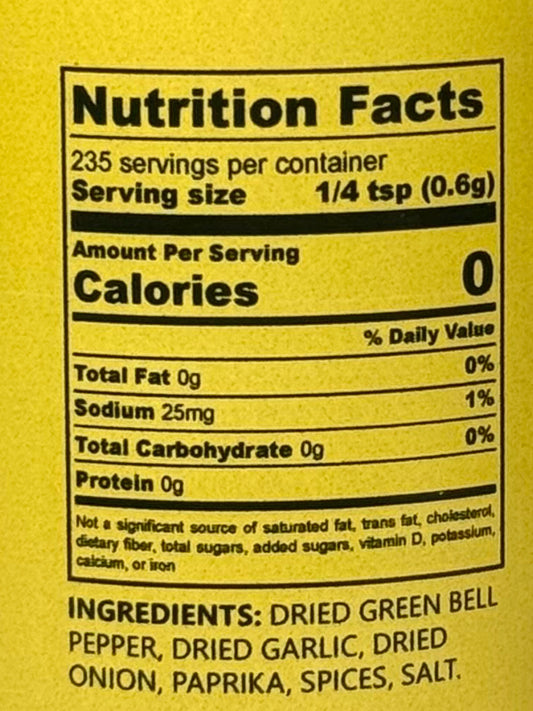 Nutrition Facts
235 servings per container
Serving size 1/4 tsp (0.6g)
Amount Per Serving
Calories 0
% Daily Value
Total Fat 0g 0%
Sodium 25mg 1%
Total Carbohydrate 0g 0%
Protein 0g
Not a significant source of saturated fat, trans fat, cholesterol,
dietary fiber, total sugars, added sugars, vitamin D, potassium,
calcium, or iron
INGREDIENTS: DRIED GREEN BELL
PEPPER, DRIED GARLIC, DRIED
ONION, PAPRIKA, SPICES, SALT.